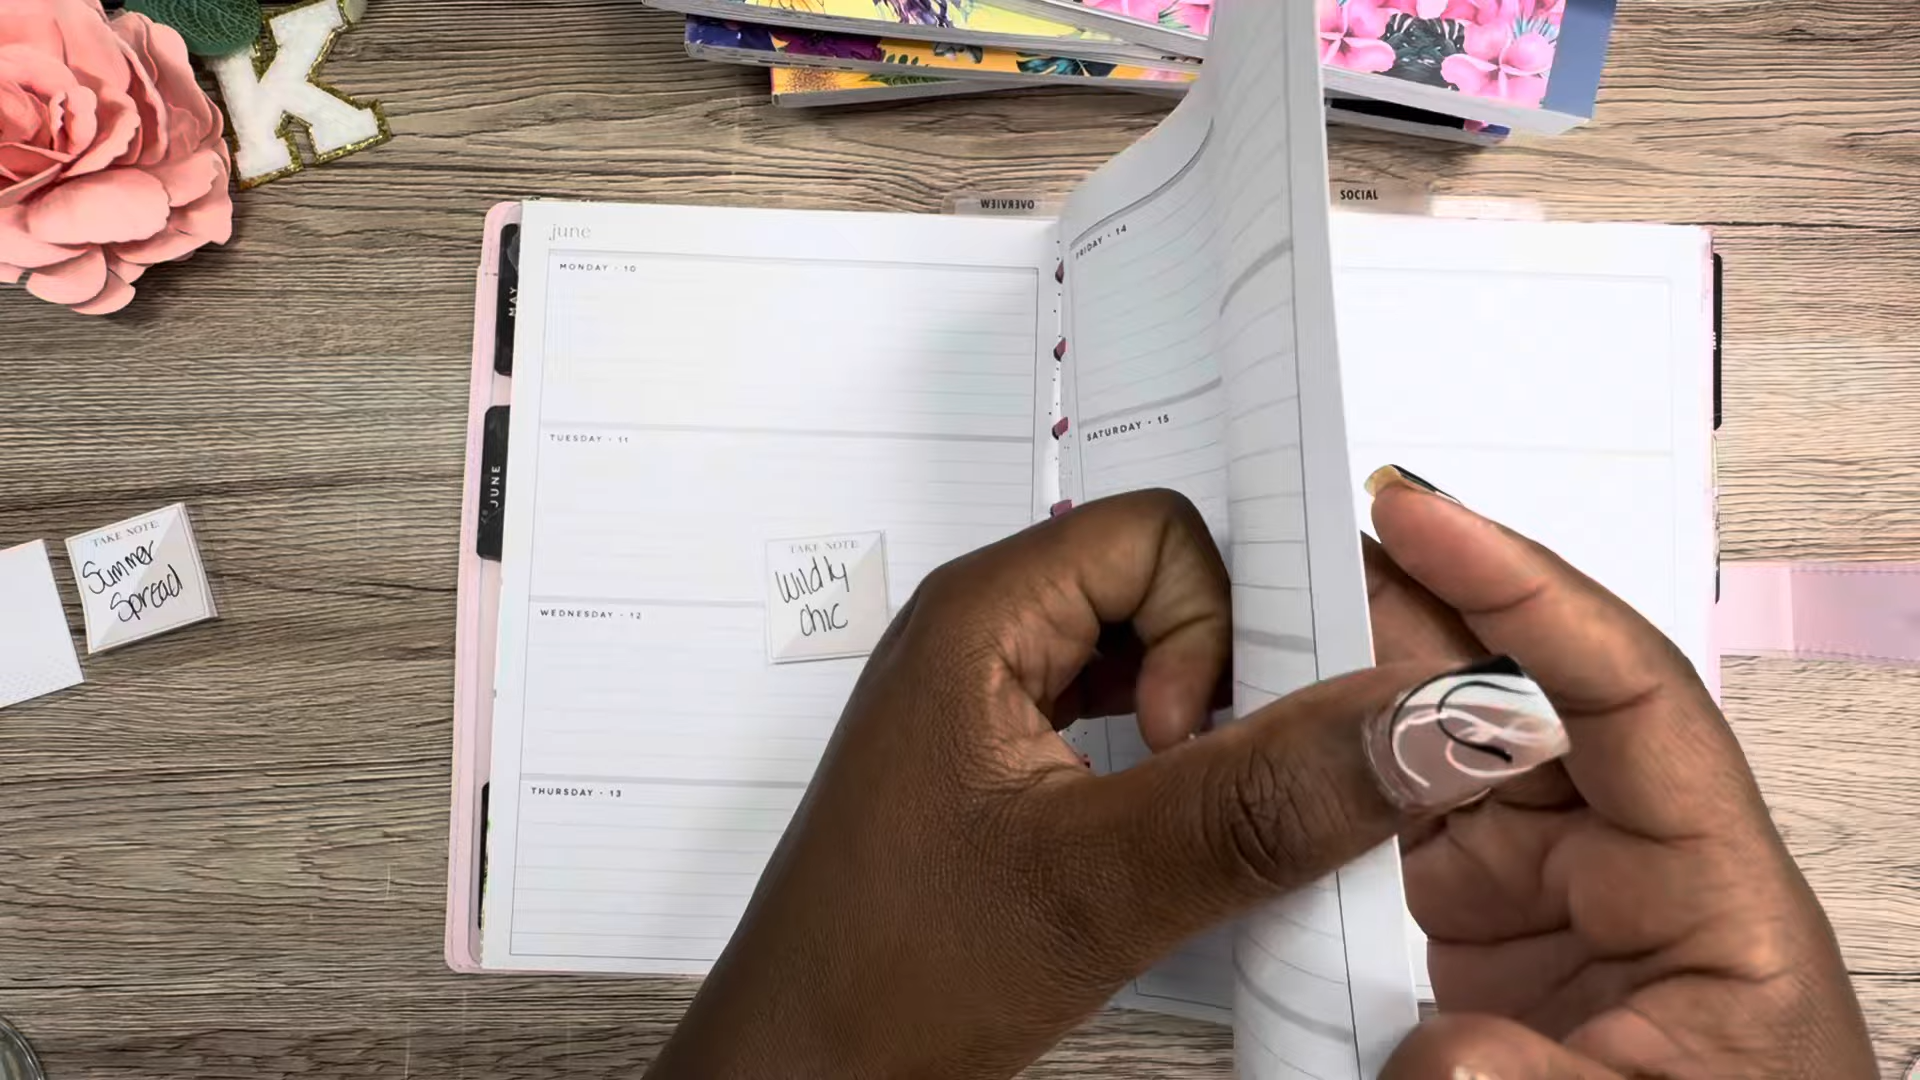 K
OVERVIEW
SOCIAL
june
MONDAY • 10
TUESDAY • 11
WEDNESDAY • 12
THURSDAY • 13
FRIDAY • 14
SATURDAY • 15
MAY
JUNE
TAKE NOTE
Summer
Spread
TAKE NOTE
Wildly
chic